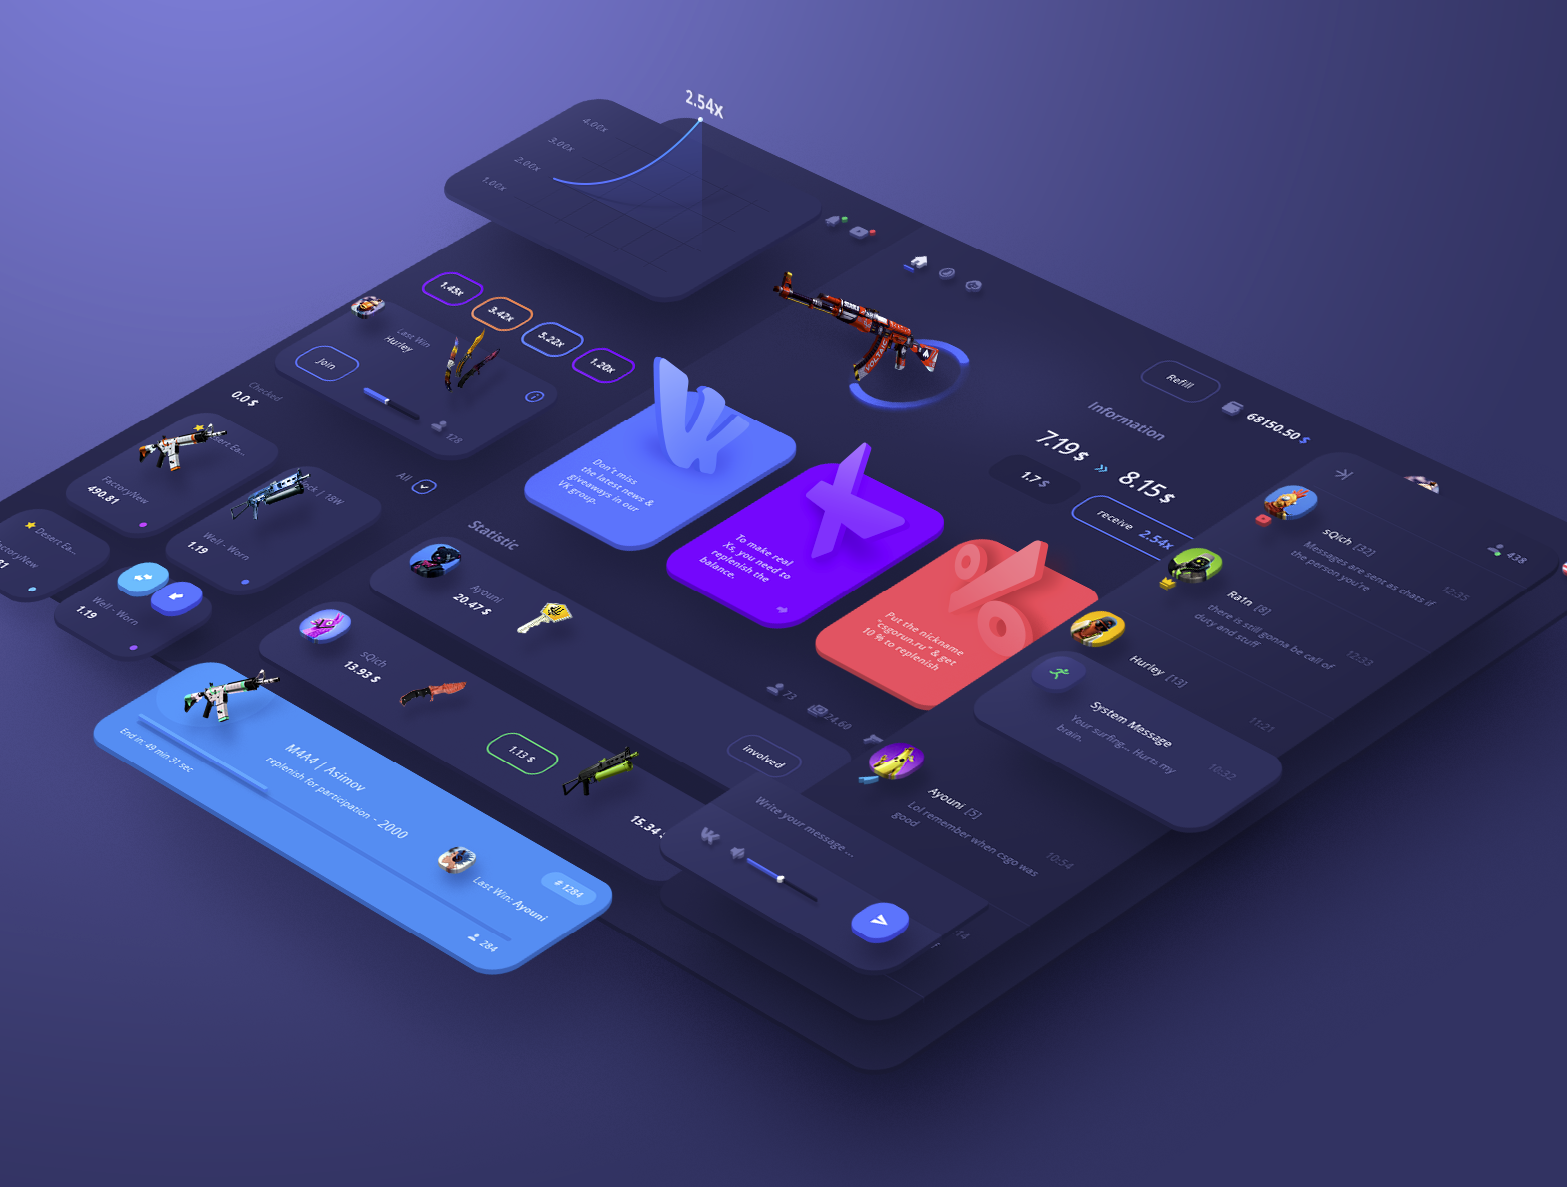 2.54x
4.00x
3.00x
2.00x
1.00x
1.45x
3.42x
5.22x
1.20x
Last Win
Hurley
Join
128
Checked
0.0 $
All
Desert Ea...
FactoryNew
490.81
18W
Well - Worn
1.19
Desert Ea...
Well - Worn
1.19
Refill
68150.50 $
Information
7.19 $
8.15 $
1.7 $
receive
2.54x
Don't miss
the latest news &
giveaways in our
VK group.
To make real
Xs, you need to
replenish the
balance.
Put the nickname
"csgorun.ru" & get
10 % to replenish
Statistic
Ayouni
20.47 $
SQich
13.93 $
1.13 $
15.34
73
24.60
involved
438
sQich [32]
Messages are sent as chats if
the person you're
12:35
Ra1n [8]
there is still gonna be call of
duty and stuff
12:33
Hurley [13]
11:21
System Message
Your surfing... Hurts my
brain.
10:32
Ayouni [5]
Lol remember when csgo was
good
10:54
Write your message ...
14
M4A4 | Asimov
replenish for participation - 2000
End in: 49 min 31 sec
# 1284
Last Win: Ayouni
284